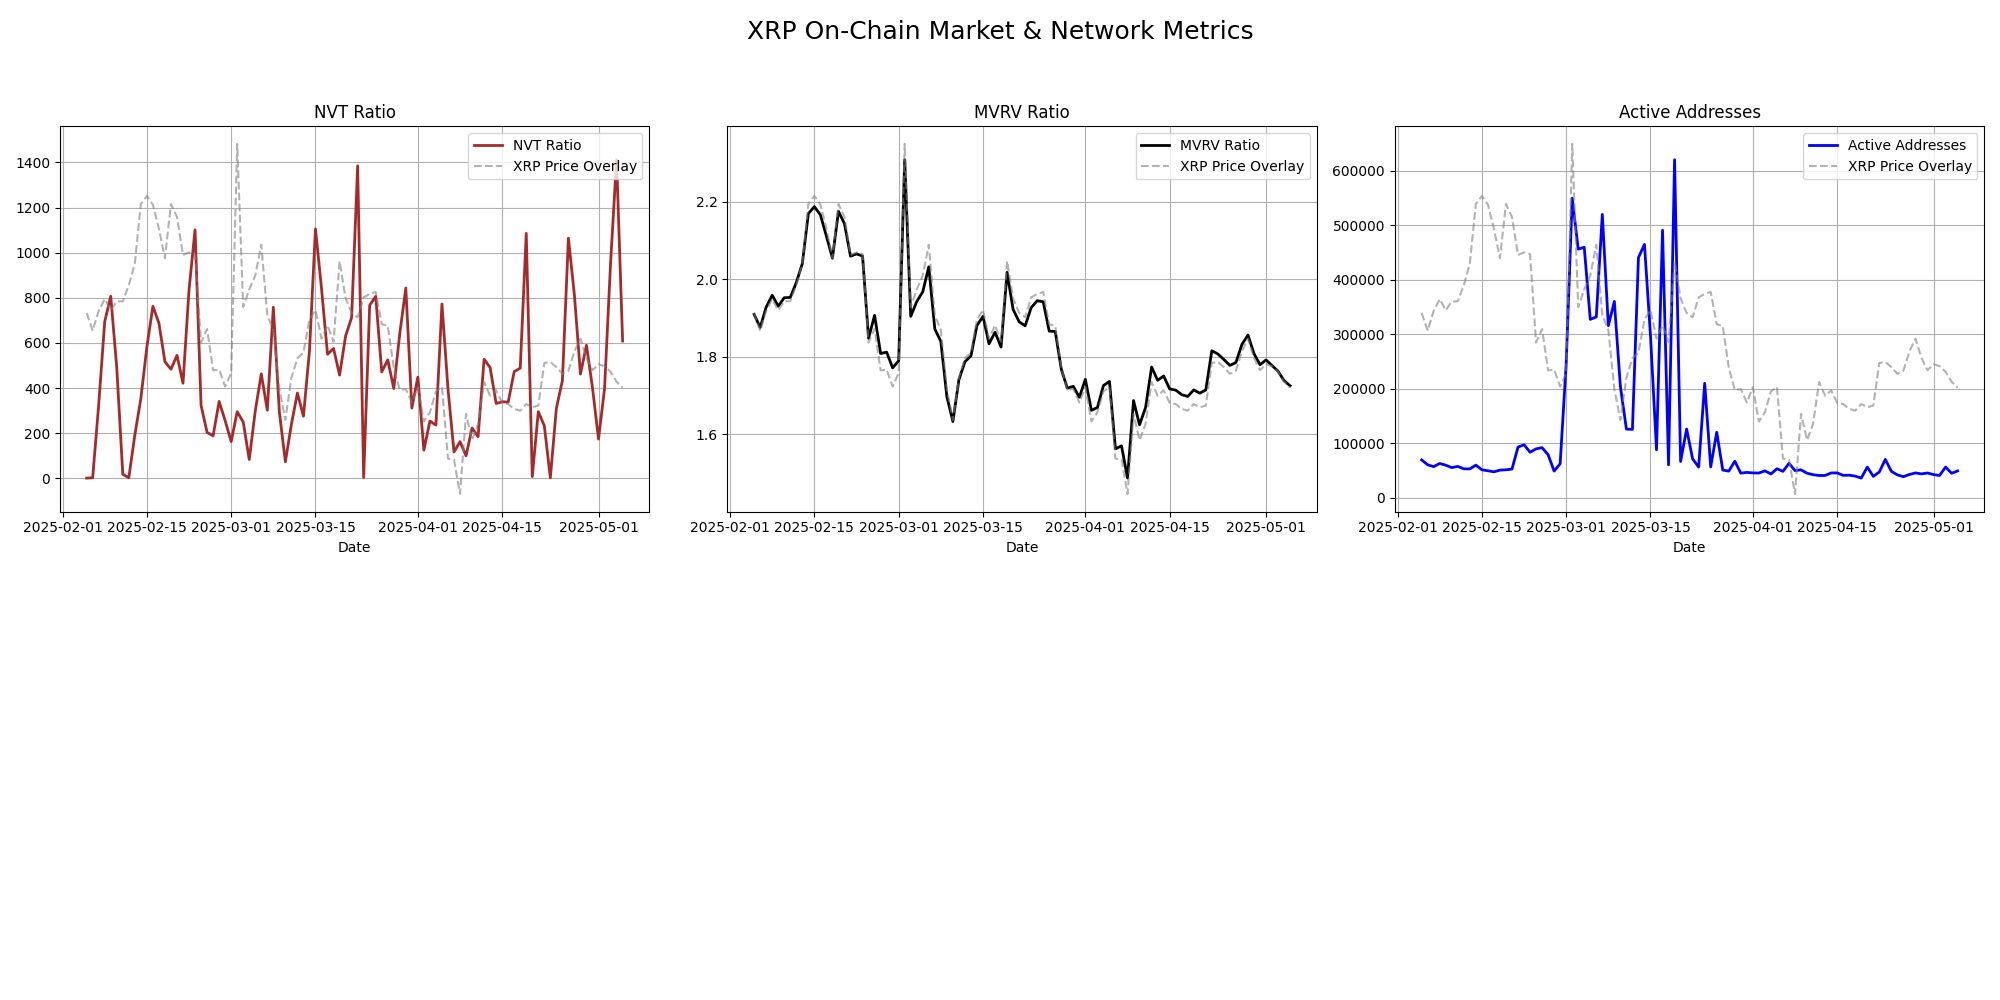 XRP On-Chain Market & Network Metrics
NVT Ratio
NVT Ratio
XRP Price Overlay
1400
1200
1000
800
600
400
200
0
2025-02-01 2025-02-15 2025-03-01 2025-03-15 2025-04-01 2025-04-15 2025-05-01
Date
MVRV Ratio
MVRV Ratio
XRP Price Overlay
2.2
2.0
1.8
1.6
2025-02-01 2025-02-15 2025-03-01 2025-03-15 2025-04-01 2025-04-15 2025-05-01
Date
Active Addresses
Active Addresses
XRP Price Overlay
600000
500000
400000
300000
200000
100000
0
2025-02-01 2025-02-15 2025-03-01 2025-03-15 2025-04-01 2025-04-15 2025-05-01
Date